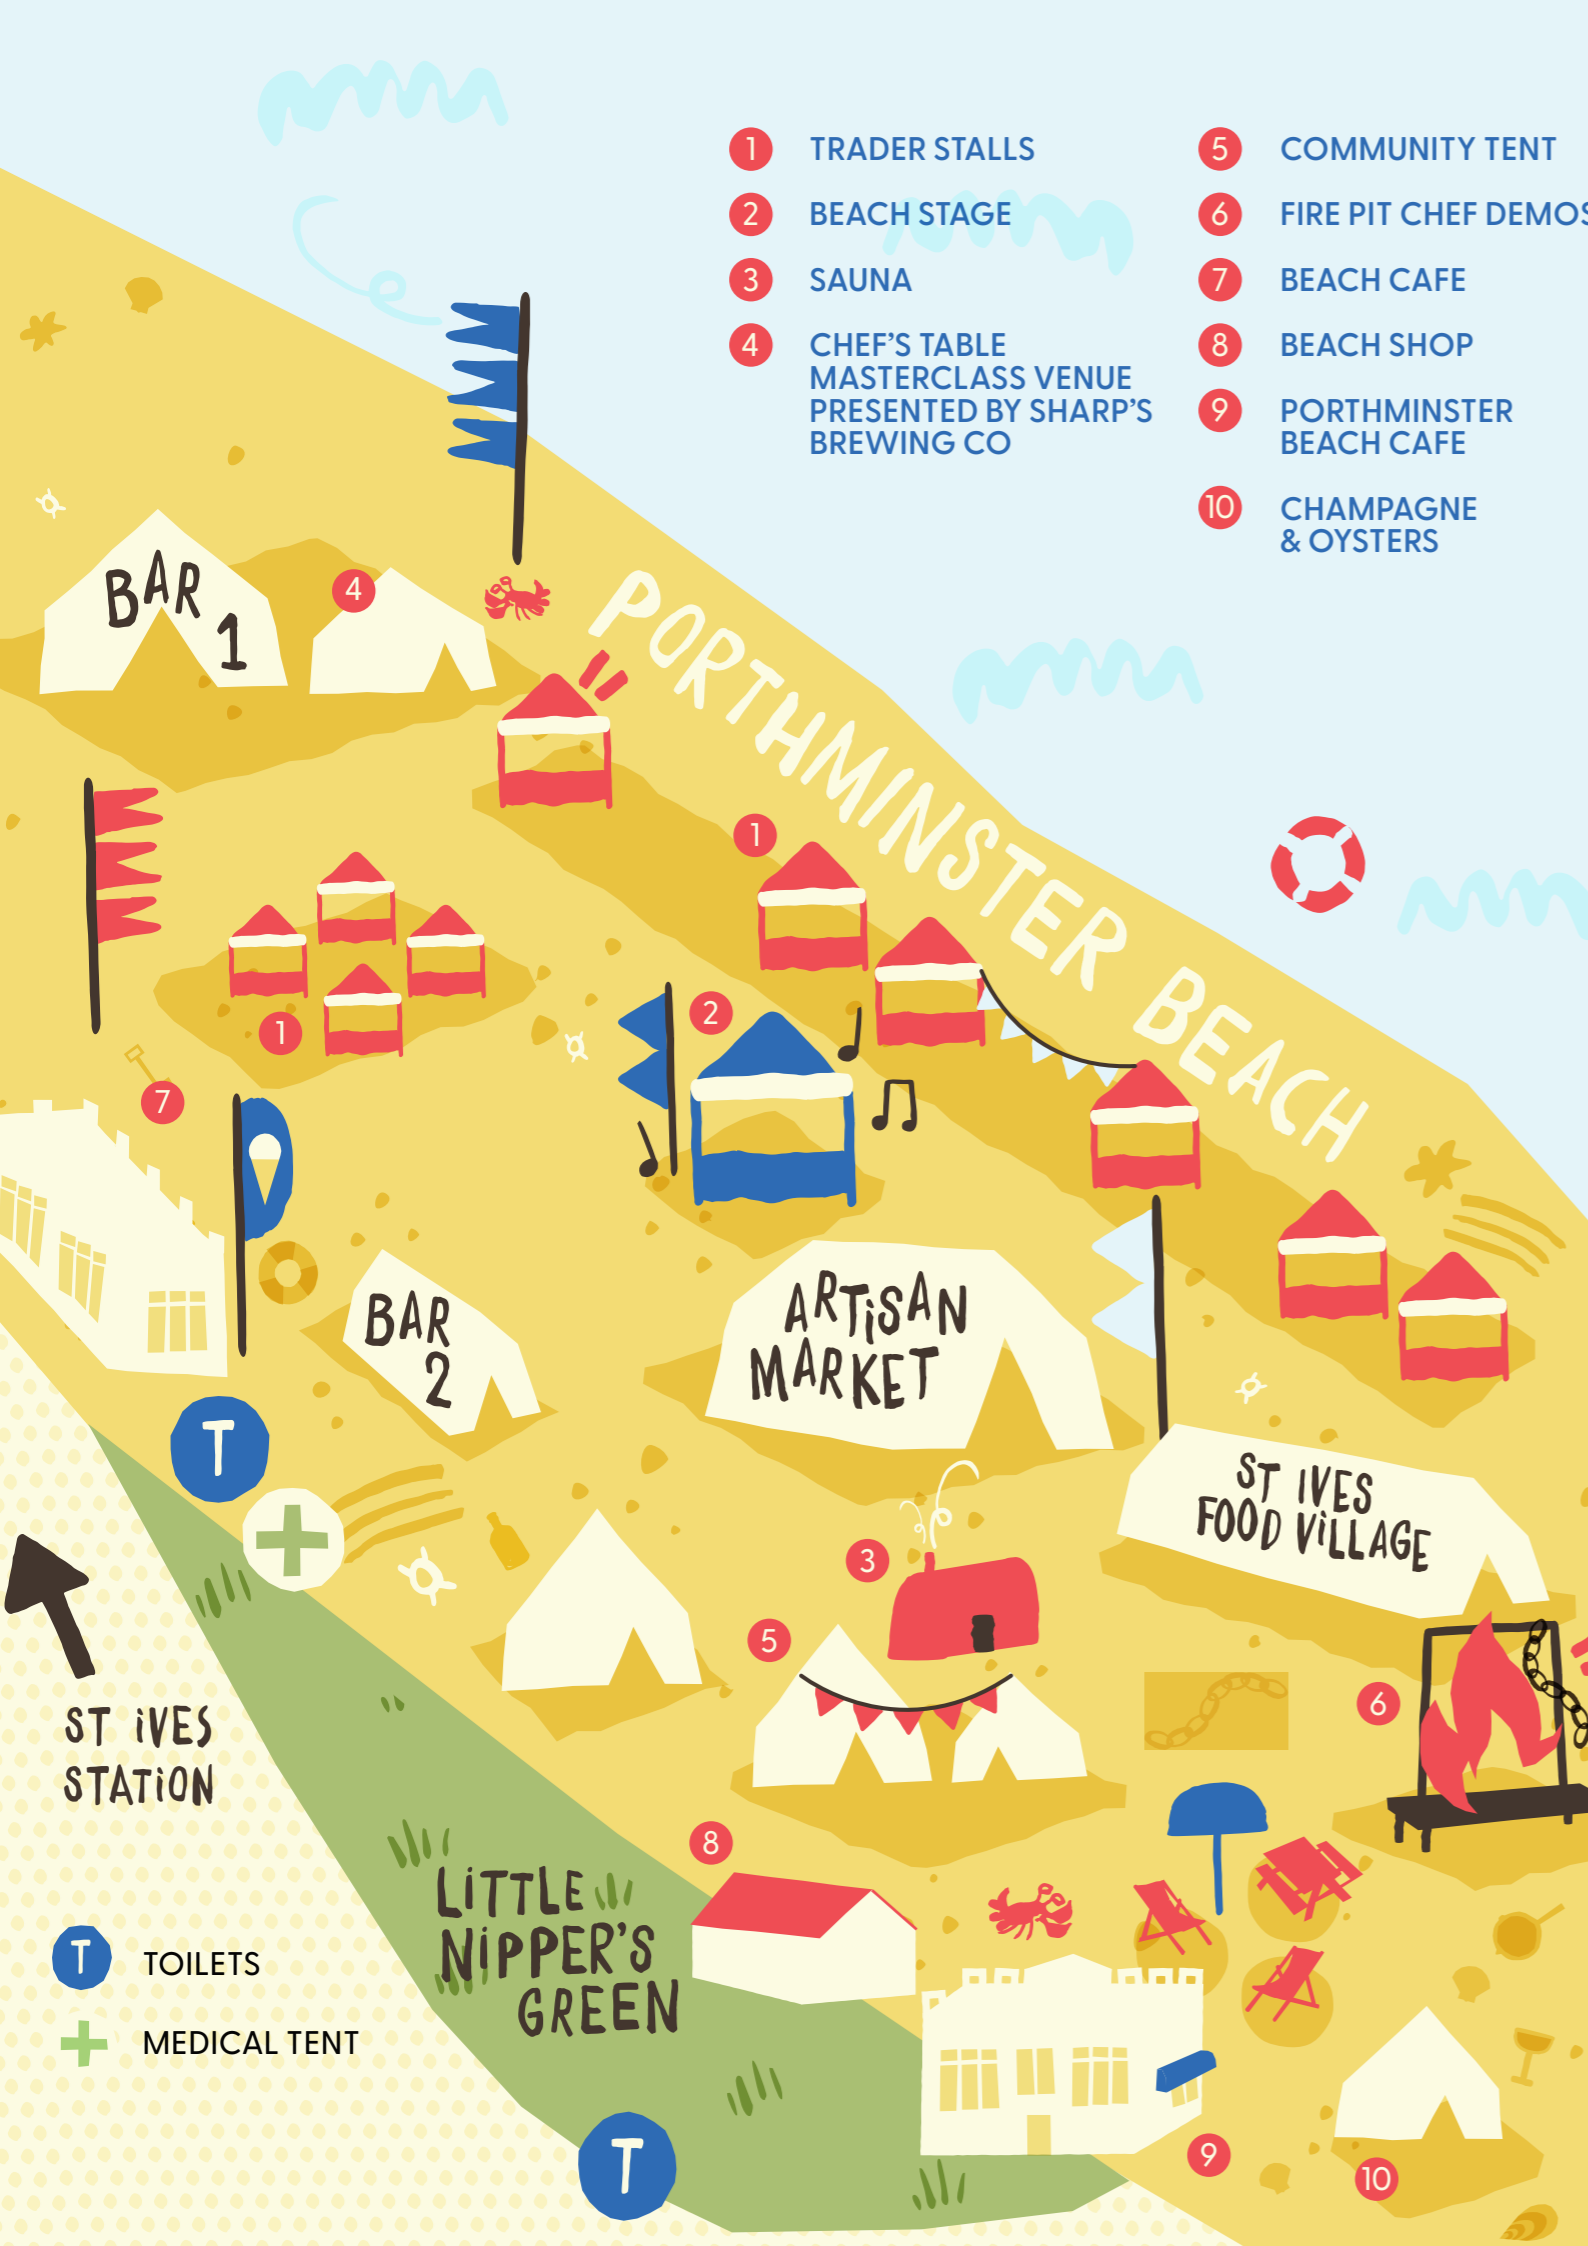 1 TRADER STALLS
2 BEACH STAGE
3 SAUNA
4 CHEF'S TABLE
MASTERCLASS VENUE
PRESENTED BY SHARP'S
BREWING CO
5 COMMUNITY TENT
6 FIRE PIT CHEF DEMOS
7 BEACH CAFE
8 BEACH SHOP
9 PORTHMINSTER
BEACH CAFE
10 CHAMPAGNE
& OYSTERS
BAR
1
4
PORTHMINSTER BEACH
1
2
1
7
BAR
2
ARTiSAN
MARKET
T
ST IVES
FOOD ViLLAGE
3
5
6
ST iVES
STATiON
8
LiTTLE
NiPPER'S
GREEN
T TOILETS
MEDICAL TENT
T
9
10